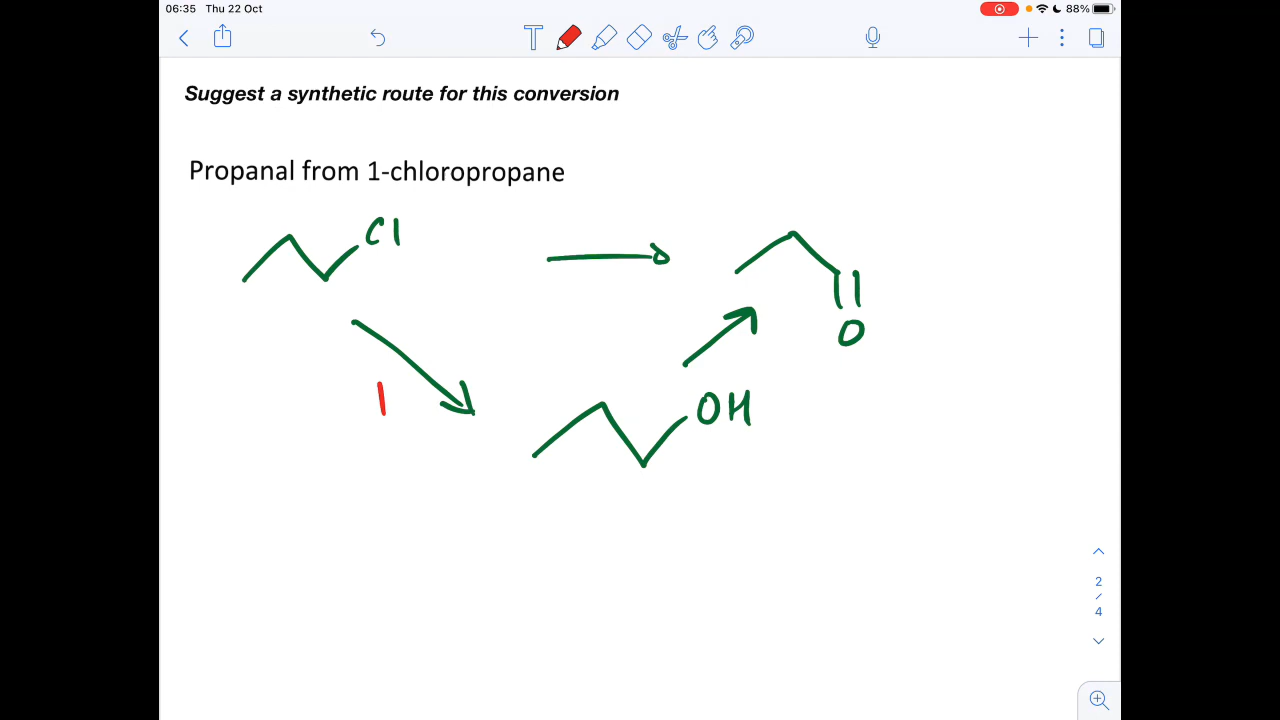 06:35 Thu 22 Oct
88%
T
Suggest a synthetic route for this conversion
Propanal from 1-chloropropane
Cl
O
1
OH
2
/
4